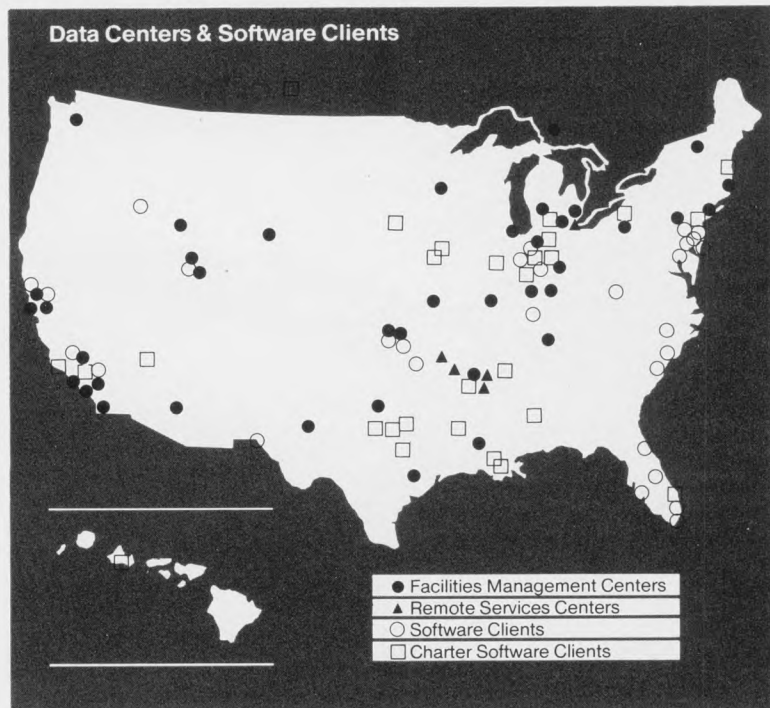 Data Centers & Software Clients
Facilities Management Centers
Remote Services Centers
Software Clients
Charter Software Clients